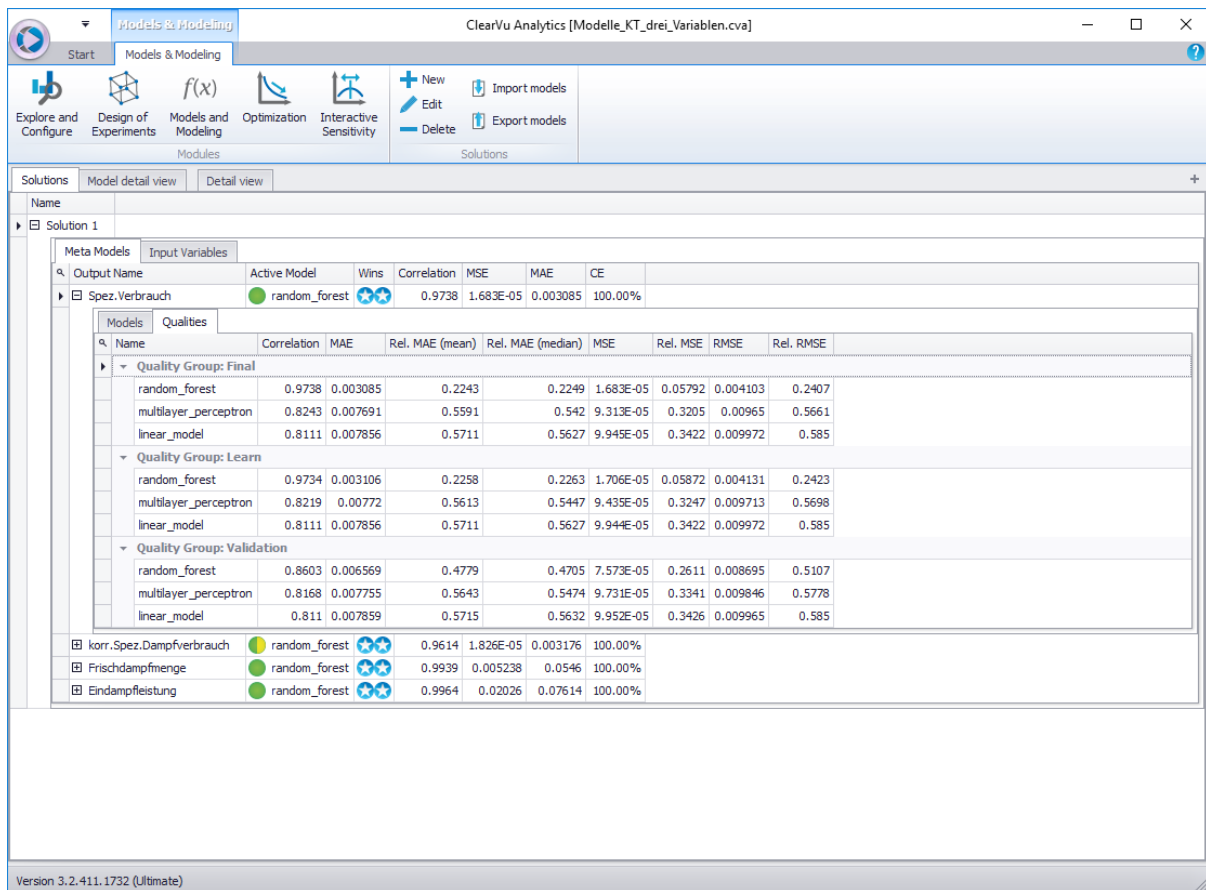 Models & Modeling ClearVu Analytics [Modelle_KT_drei_Variablen.cva]
Start Models & Modeling
New Import models
Edit
Delete Export models
f(x)
Explore and Configure Design of Experiments Models and Modeling Optimization Interactive Sensitivity
Modules Solutions
Solutions Model detail view Detail view
Name
Solution 1
Meta Models Input Variables
Output Name Active Model Wins Correlation MSE MAE CE
Spez.Verbrauch random_forest 0.9738 1.683E-05 0.003085 100.00%
Models Qualities
Name Correlation MAE Rel. MAE (mean) Rel. MAE (median) MSE Rel. MSE RMSE Rel. RMSE
Quality Group: Final
random_forest 0.9738 0.003085 0.2243 0.2249 1.683E-05 0.05792 0.004103 0.2407
multilayer_perceptron 0.8243 0.007691 0.5591 0.542 9.313E-05 0.3205 0.00965 0.5661
linear_model 0.8111 0.007856 0.5711 0.5627 9.945E-05 0.3422 0.009972 0.585
Quality Group: Learn
random_forest 0.9734 0.003106 0.2258 0.2263 1.706E-05 0.05872 0.004131 0.2423
multilayer_perceptron 0.8219 0.00772 0.5613 0.5447 9.435E-05 0.3247 0.009713 0.5698
linear_model 0.8111 0.007856 0.5711 0.5627 9.944E-05 0.3422 0.009972 0.585
Quality Group: Validation
random_forest 0.8603 0.006569 0.4779 0.4705 7.573E-05 0.2611 0.008695 0.5107
multilayer_perceptron 0.8168 0.007755 0.5643 0.5474 9.731E-05 0.3341 0.009846 0.5778
linear_model 0.811 0.007859 0.5715 0.5632 9.952E-05 0.3426 0.009965 0.585
korr.Spez.Dampfverbrauch random_forest 0.9614 1.826E-05 0.003176 100.00%
Frischdampfmenge random_forest 0.9939 0.005238 0.0546 100.00%
Eindampfleistung random_forest 0.9964 0.02026 0.07614 100.00%
Version 3.2.411.1732 (Ultimate)